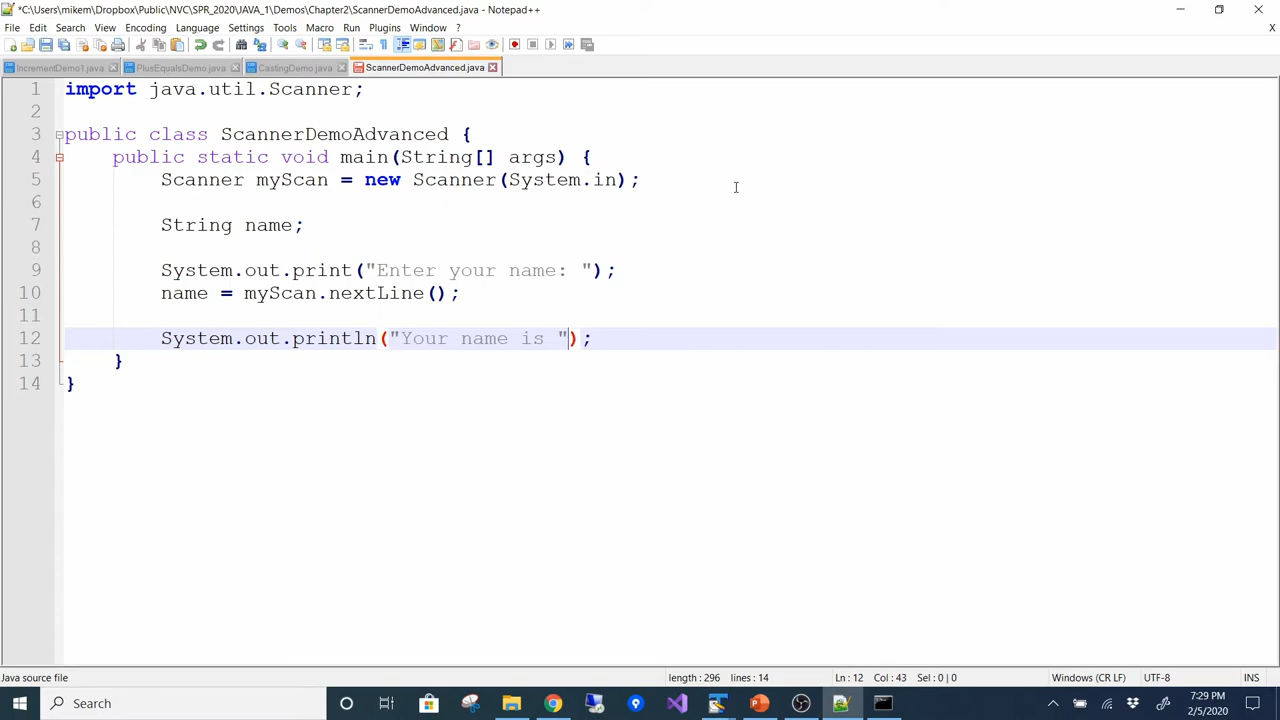 *C:\Users\mikem\Dropbox\Public\NVC\SPR_2020\JAVA_1\Demos\Chapter2\ScannerDemoAdvanced.java - Notepad++
File Edit Search View Encoding Language Settings Tools Macro Run Plugins Window ?
X
IncrementDemo1.java PlusEqualsDemo.java CastingDemo.java ScannerDemoAdvanced.java
1 import java.util.Scanner;
2
3 public class ScannerDemoAdvanced {
4 public static void main(String[] args) {
5 Scanner myScan = new Scanner(System.in);
6
7 String name;
8
9 System.out.print("Enter your name: ");
10 name = myScan.nextLine();
11
12 System.out.println("Your name is ");
13 }
14 }
Java source file length : 296 lines : 14 Ln : 12 Col : 43 Sel : 0 | 0 Windows (CR LF) UTF-8 INS
Search
7:29 PM
2/5/2020